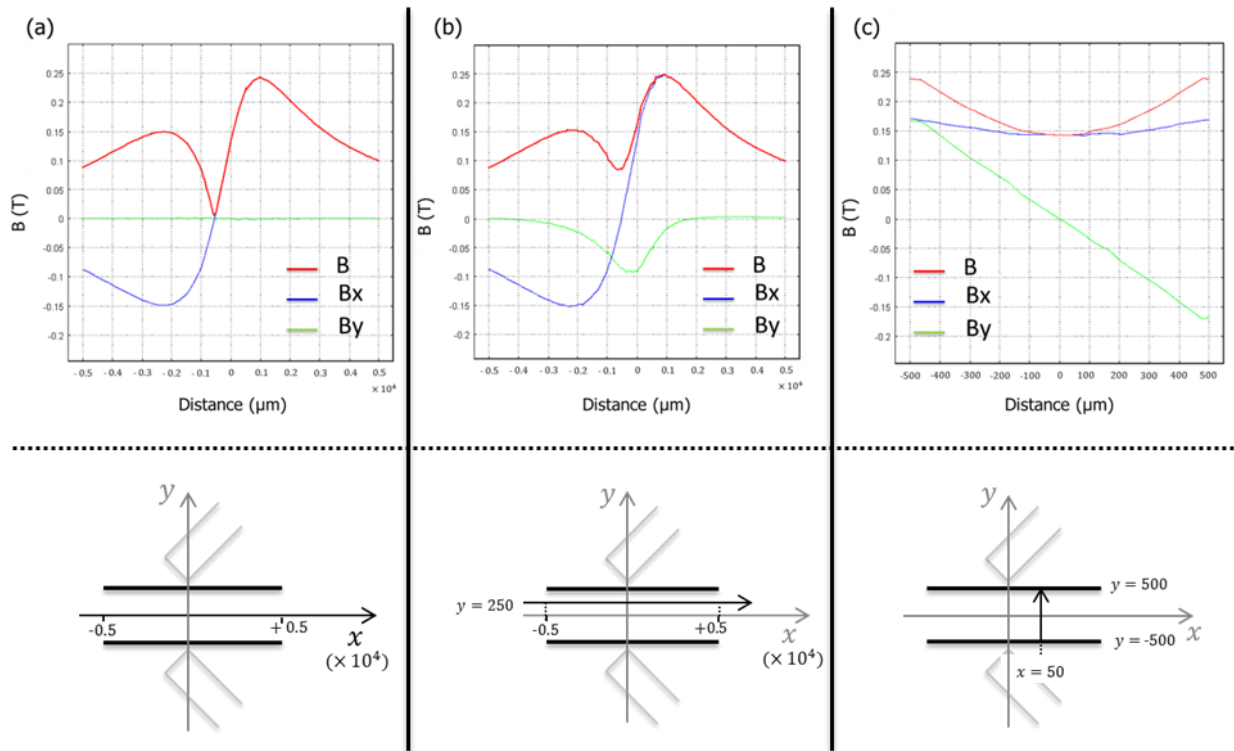 (a)
0.25
0.2
0.15
0.1
0.05
0
-0.05
-0.1
-0.15
-0.2
B (T)
B
Bx
By
-0.5 -0.4 -0.3 -0.2 -0.1 0 0.1 0.2 0.3 0.4 0.5
× 10⁴
Distance (μm)
(b)
0.25
0.2
0.15
0.1
0.05
0
-0.05
-0.1
-0.15
-0.2
B (T)
B
Bx
By
-0.5 -0.4 -0.3 -0.2 -0.1 0 0.1 0.2 0.3 0.4 0.5
× 10⁴
Distance (μm)
(c)
0.25
0.20
0.15
0.1
0.05
0
-0.05
-0.1
-0.15
-0.2
B (T)
B
Bx
By
-500 -400 -300 -200 -100 0 100 200 300 400 500
Distance (μm)
y
-0.5
+0.5
x
(× 10⁴)
y
y = 250
-0.5
+0.5
x
(× 10⁴)
y
y = 500
x
y = -500
x = 50